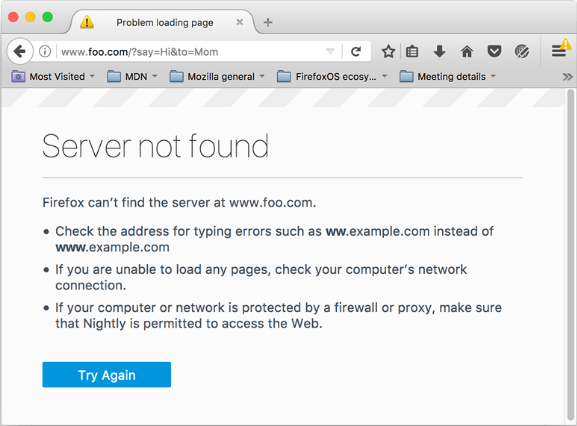 Problem loading page
www.foo.com/?say=Hi&to=Mom
Most Visited MDN Mozilla general FirefoxOS ecosy... Meeting details
Server not found
Firefox can't find the server at www.foo.com.
• Check the address for typing errors such as ww.example.com instead of
www.example.com
• If you are unable to load any pages, check your computer's network
connection.
• If your computer or network is protected by a firewall or proxy, make sure
that Nightly is permitted to access the Web.
Try Again